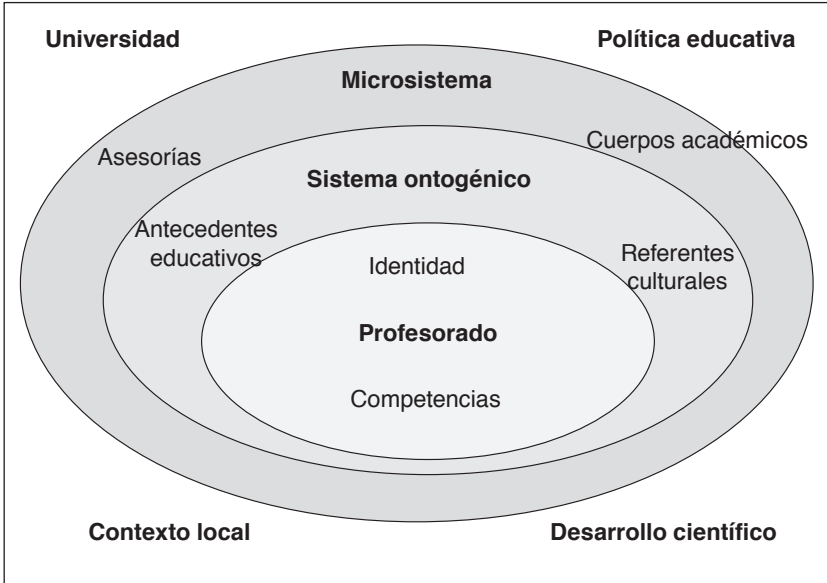 Universidad
Política educativa
Microsistema
Cuerpos académicos
Asesorías
Sistema ontogénico
Antecedentes
educativos
Referentes
culturales
Identidad
Profesorado
Competencias
Contexto local
Desarrollo científico